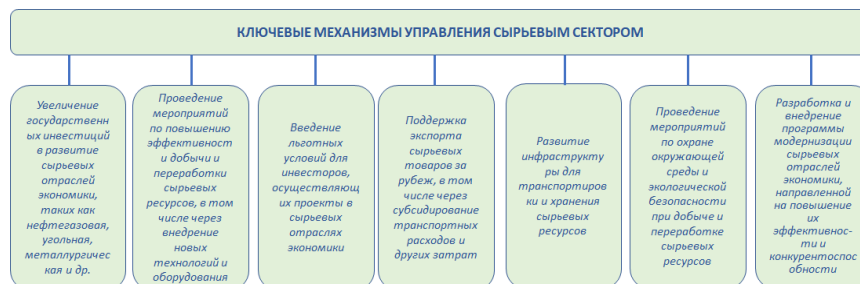 КЛЮЧЕВЫЕ МЕХАНИЗМЫ УПРАВЛЕНИЯ СЫРЬЕВЫМ СЕКТОРОМ
Увеличение
государственн
ых инвестиций
в развитие
сырьевых
отраслей
экономики,
таких как
нефтегазовая,
угольная,
металлургичес
кая и др.
Проведение
мероприятий
по повышению
эффективност
и добычи и
переработки
сырьевых
ресурсов, в том
числе через
внедрение
новых
технологий и
оборудования
Введение
льготных
условий для
инвесторов,
осуществляющ
их проекты в
сырьевых
отраслях
экономики
Поддержка
экспорта
сырьевых
товаров за
рубеж, в том
числе через
субсидирование
транспортных
расходов и
других затрат
Развитие
инфраструкту
ры для
транспортиров
ки и хранения
сырьевых
ресурсов
Проведение
мероприятий
по охране
окружающей
среды и
экологической
безопасности
при добыче и
переработке
сырьевых
ресурсов
Разработка и
внедрение
программы
модернизации
сырьевых
отраслей
экономики,
направленной
на повышение
их
эффективнос-
ти и
конкурентоспос
обности